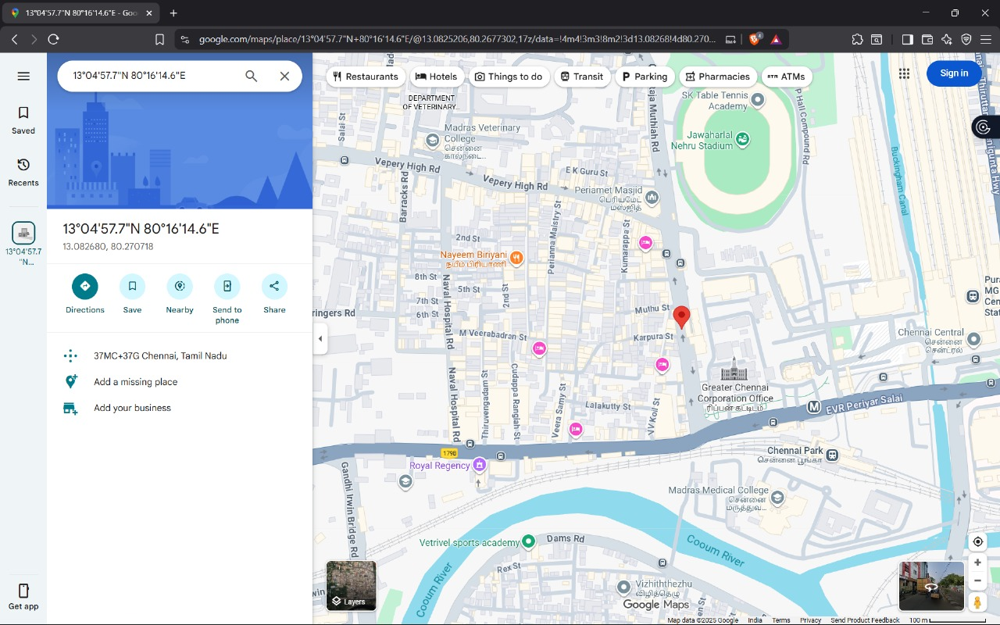 13°04'57.7"N 80°16'14.6"E - Goo
google.com/maps/place/13°04'57.7"N+80°16'14.6"E/@13.0825206,80.2677302,17z/data=!4m4!3m3!8m2!3d13.08268!4d80.270...
Saved
Recents
13°04'57.7
"N...
Get app
13°04'57.7"N 80°16'14.6"E
13°04'57.7"N 80°16'14.6"E
13.082680, 80.270718
Directions
Save
Nearby
Send to
phone
Share
37MC+37G Chennai, Tamil Nadu
Add a missing place
Add your business
Restaurants
Hotels
Things to do
Transit
Parking
Pharmacies
ATMs
Sign in
DEPARTMENT
OF VETERINARY...
SK Table Tennis
Academy
Salai St
Raja Muthiah Rd
P Hall Compound Rd
Madras Veterinary
College
சென்னை
கால்நடை...
Jawaharlal
Nehru Stadium
Buckingham Canal
Vepery High Rd
Vepery High Rd
E K Guru St
Barracks Rd
Periamet Masjid
பெரியமேட்
மஸ்ஜித்
Perianna Maistry St
Kumarappa St
2nd St
Nayeem Biriyani
நயீம் பிரியாணி
8th St
5th St
7th St
6th St
2nd St
Naval Hospital Rd
ringers Rd
M Veerabadran St
Muthu St
Karpura St
Pura
MG
Cen
Stat
Chennai Central
சென்னை
சென்ட்ரல்
Greater Chennai
Corporation Office
ரிப்பன் கட்டிடம்
Naval Hospital Rd
Cudappa Rangiah St
Veera Samy St
Lalakutty St
VV Koil St
M
EVR Periyar Salai
179B
Royal Regency
Chennai Park
சென்னை பூங்கா
Gandhi Irwin Bridge Rd
Madras Medical College
சென்னை
மருத்துவ...
Vetrivel sports academy
Dams Rd
Rex St
Cooum River
Cooum River
Vizhiththezhu
விழித்தெழு
Layers
Google Maps
Map data ©2025 Google
India
Terms
Privacy
Send Product Feedback
100 m